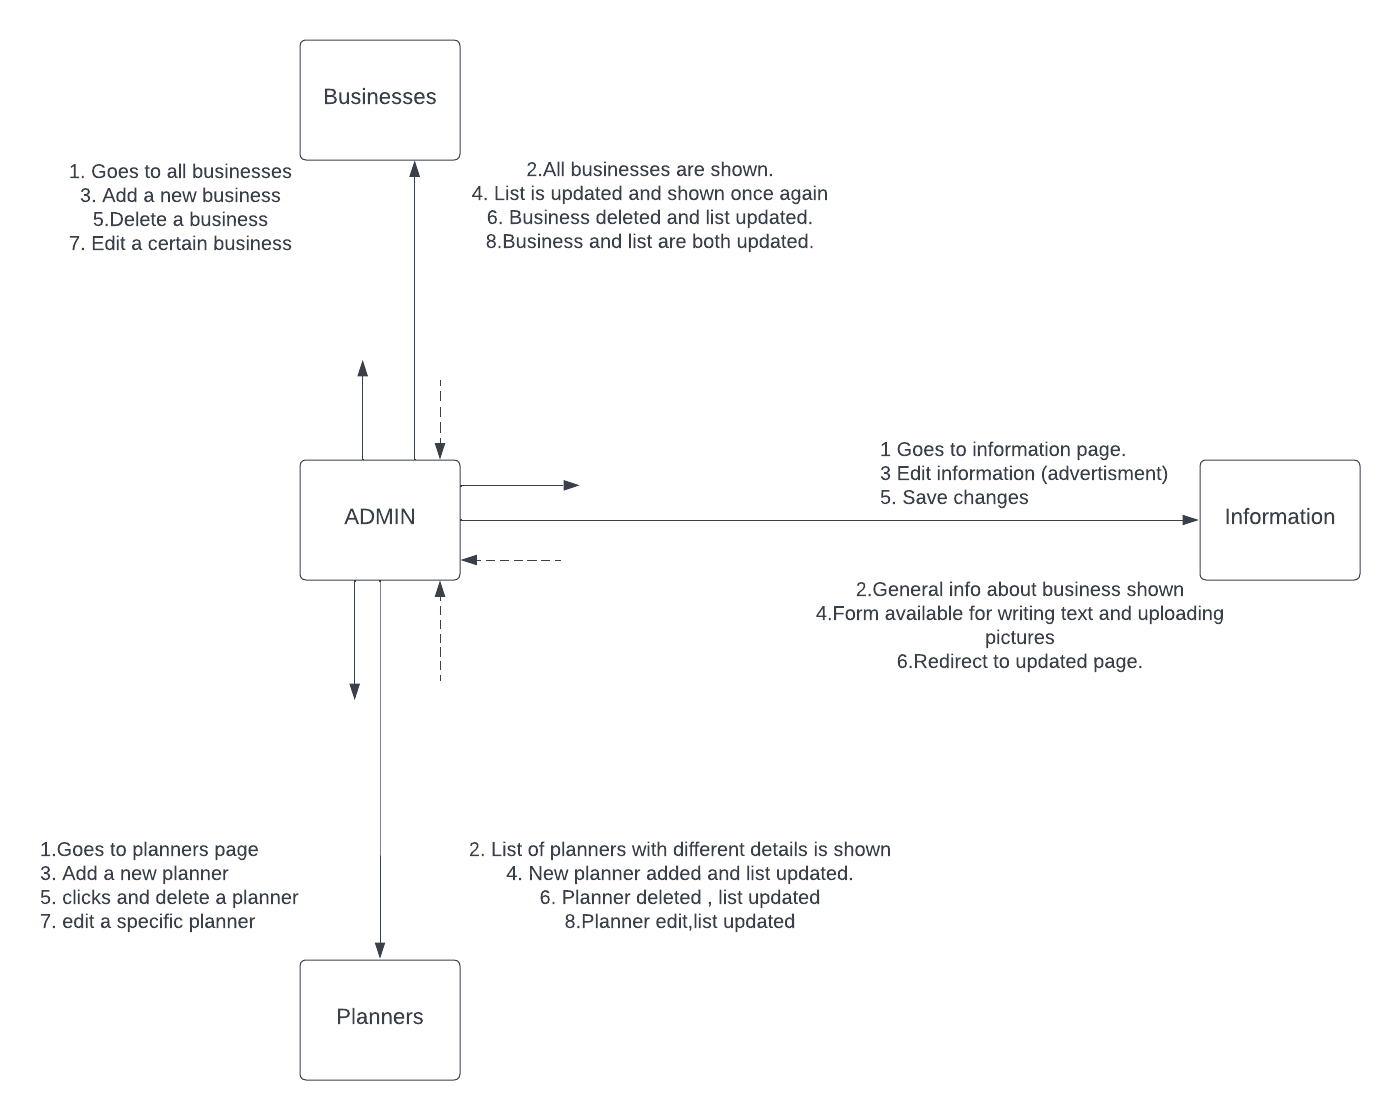 Businesses
1. Goes to all businesses
3. Add a new business
5.Delete a business
7. Edit a certain business
2.All businesses are shown.
4. List is updated and shown once again
6. Business deleted and list updated.
8.Business and list are both updated.
ADMIN
1 Goes to information page.
3 Edit information (advertisment)
5. Save changes
Information
2.General info about business shown
4.Form available for writing text and uploading
pictures
6.Redirect to updated page.
1.Goes to planners page
3. Add a new planner
5. clicks and delete a planner
7. edit a specific planner
2. List of planners with different details is shown
4. New planner added and list updated.
6. Planner deleted , list updated
8.Planner edit,list updated
Planners